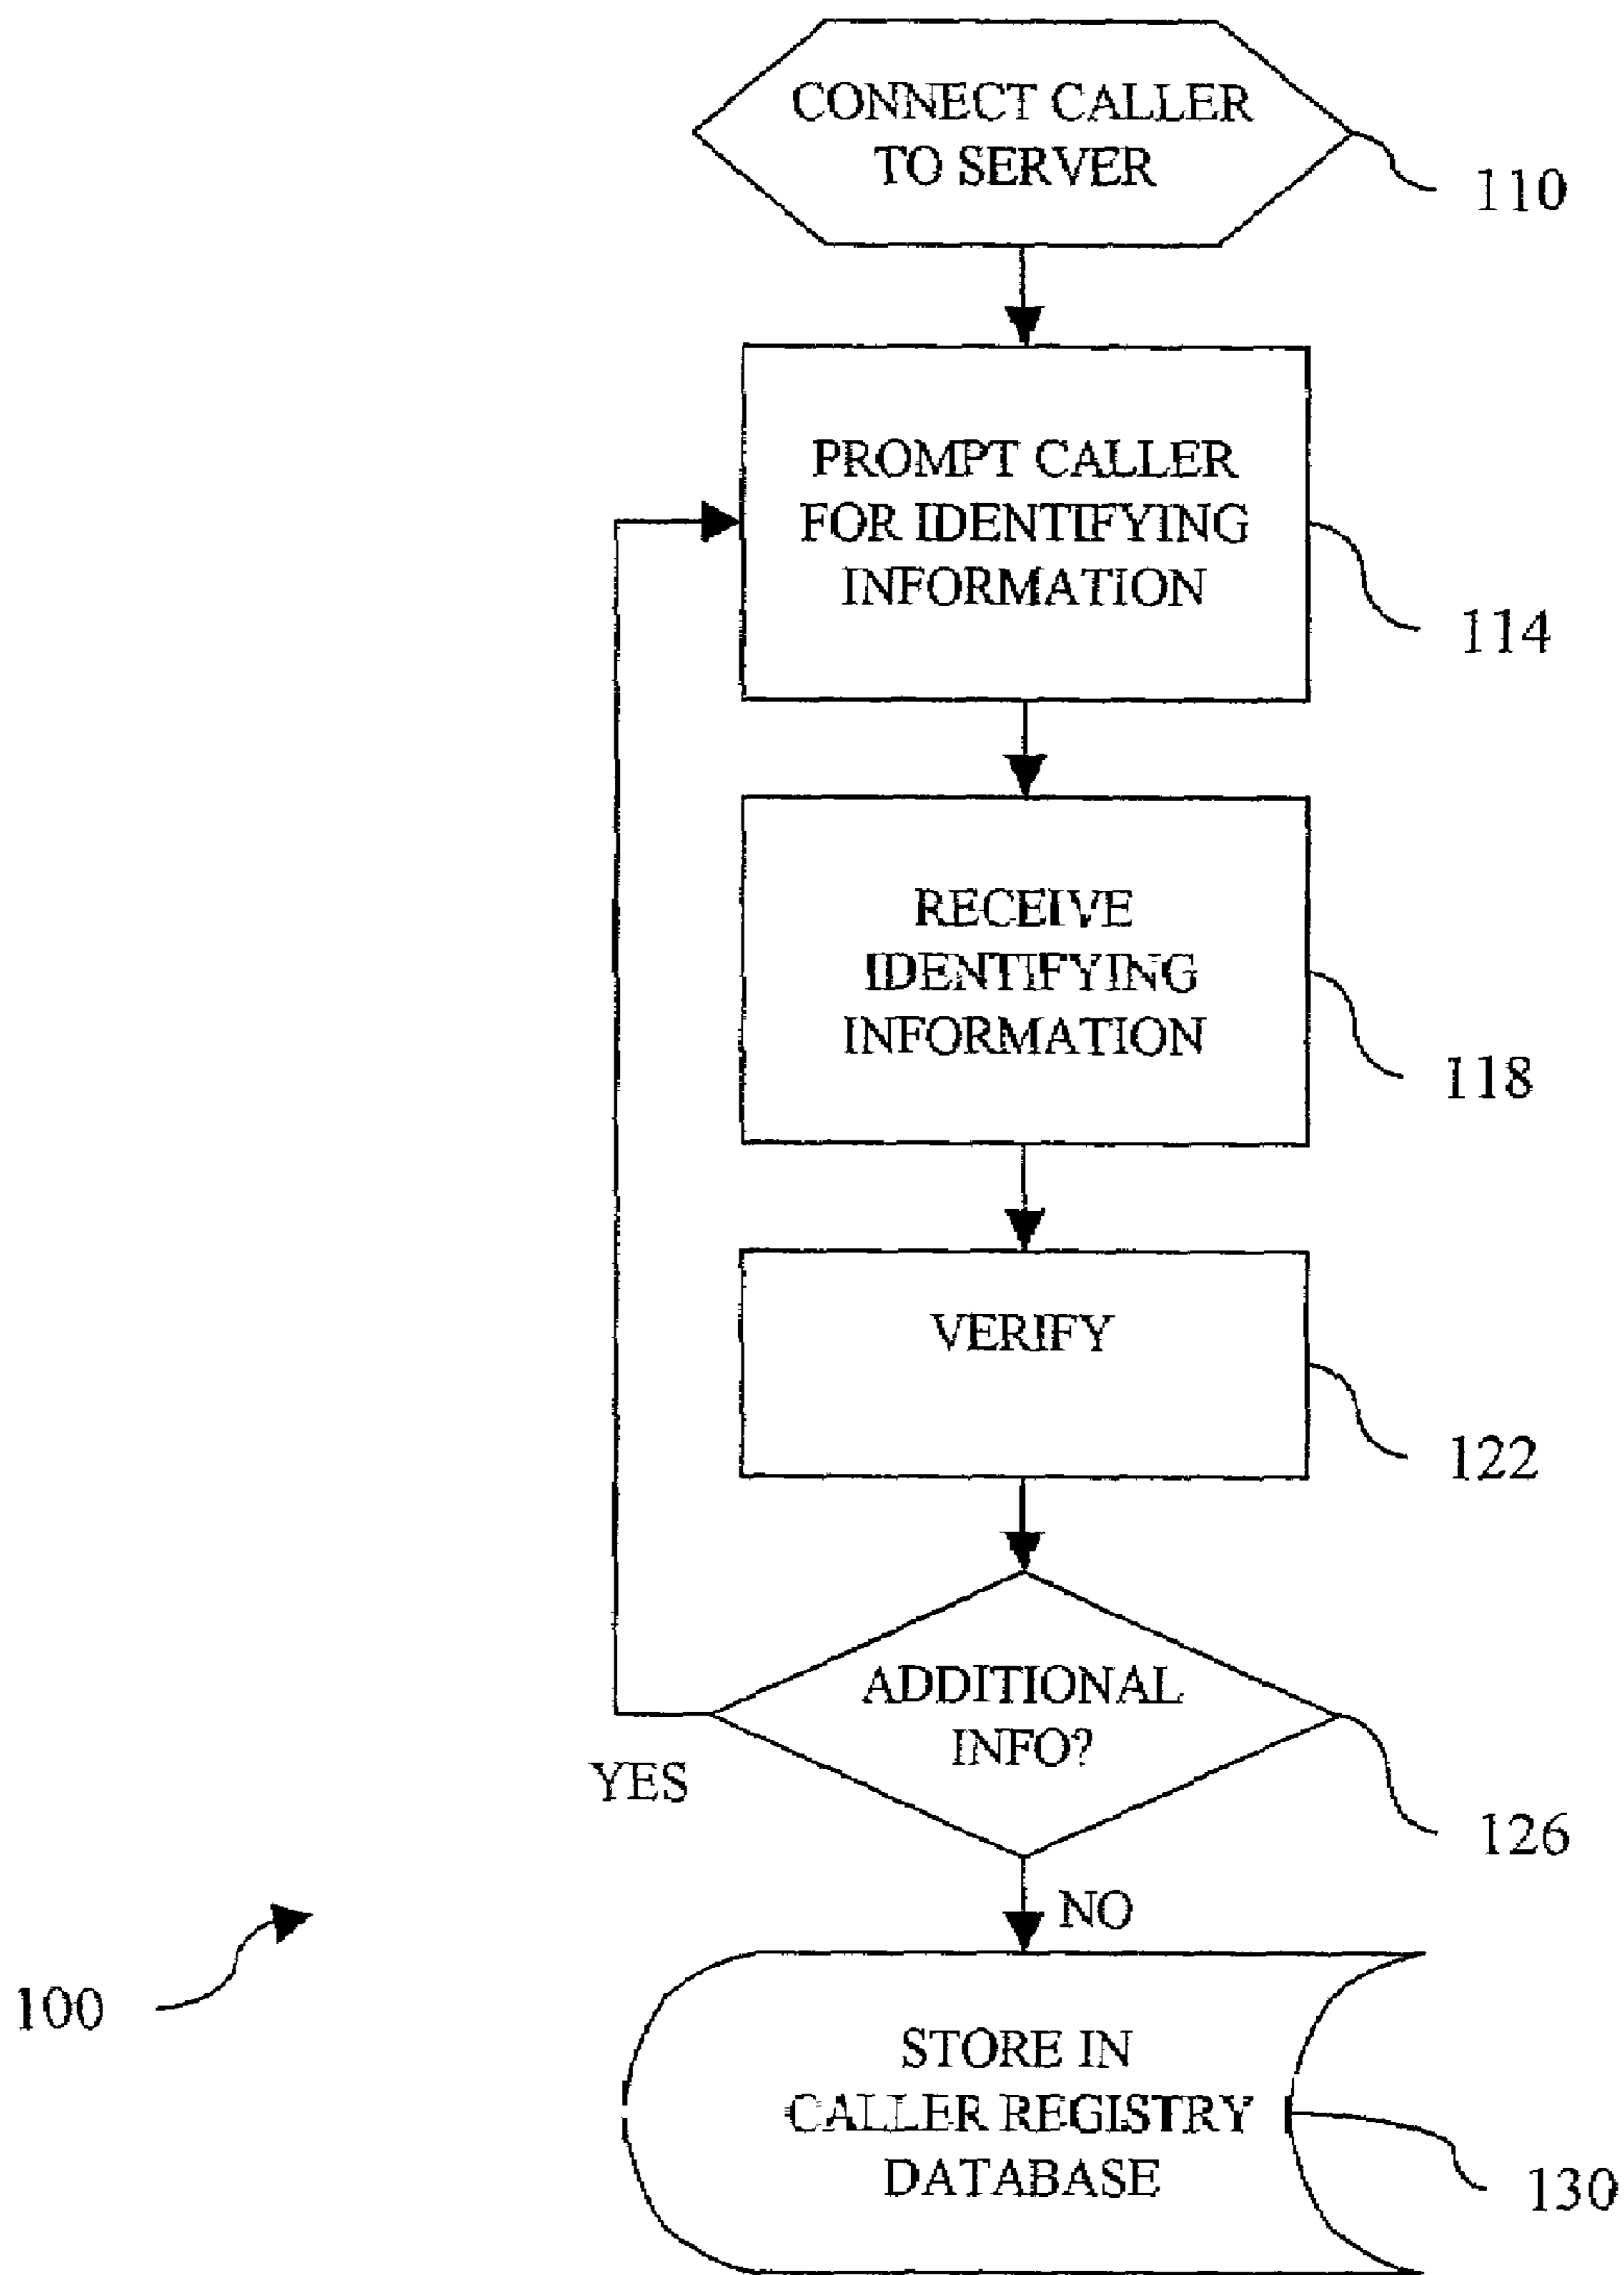 CONNECT CALLER
TO SERVER
110
PROMPT CALLER
FOR IDENTIFYING
INFORMATION
114
RECEIVE
IDENTIFYING
INFORMATION
118
VERIFY
122
ADDITIONAL
INFO?
YES
126
NO
100
STORE IN
CALLER REGISTRY
DATABASE
130